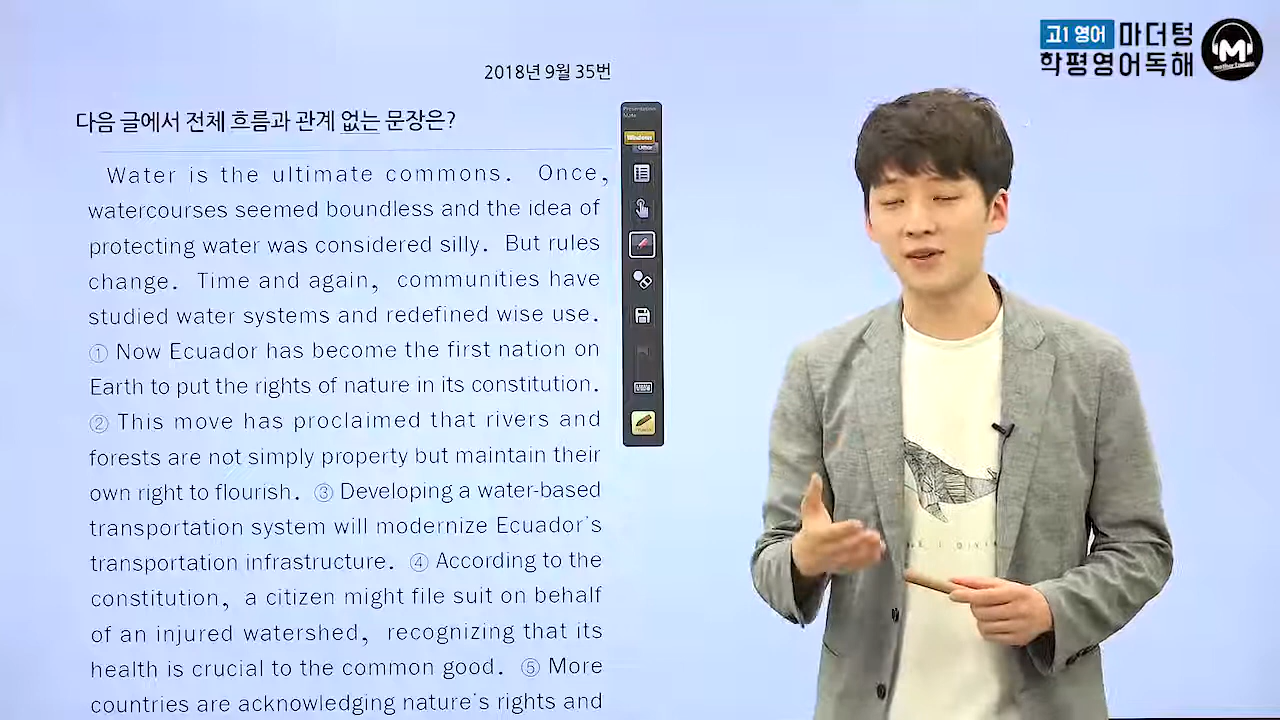 고1 영어 마더텅
학평영어독해
M
2018년 9월 35번
다음 글에서 전체 흐름과 관계 없는 문장은?
Water is the ultimate commons. Once,
watercourses seemed boundless and the idea of
protecting water was considered silly. But rules
change. Time and again, communities have
studied water systems and redefined wise use.
① Now Ecuador has become the first nation on
Earth to put the rights of nature in its constitution.
② This move has proclaimed that rivers and
forests are not simply property but maintain their
own right to flourish. ③ Developing a water-based
transportation system will modernize Ecuador's
transportation infrastructure. ④ According to the
constitution, a citizen might file suit on behalf
of an injured watershed, recognizing that its
health is crucial to the common good. ⑤ More
countries are acknowledging nature's rights and